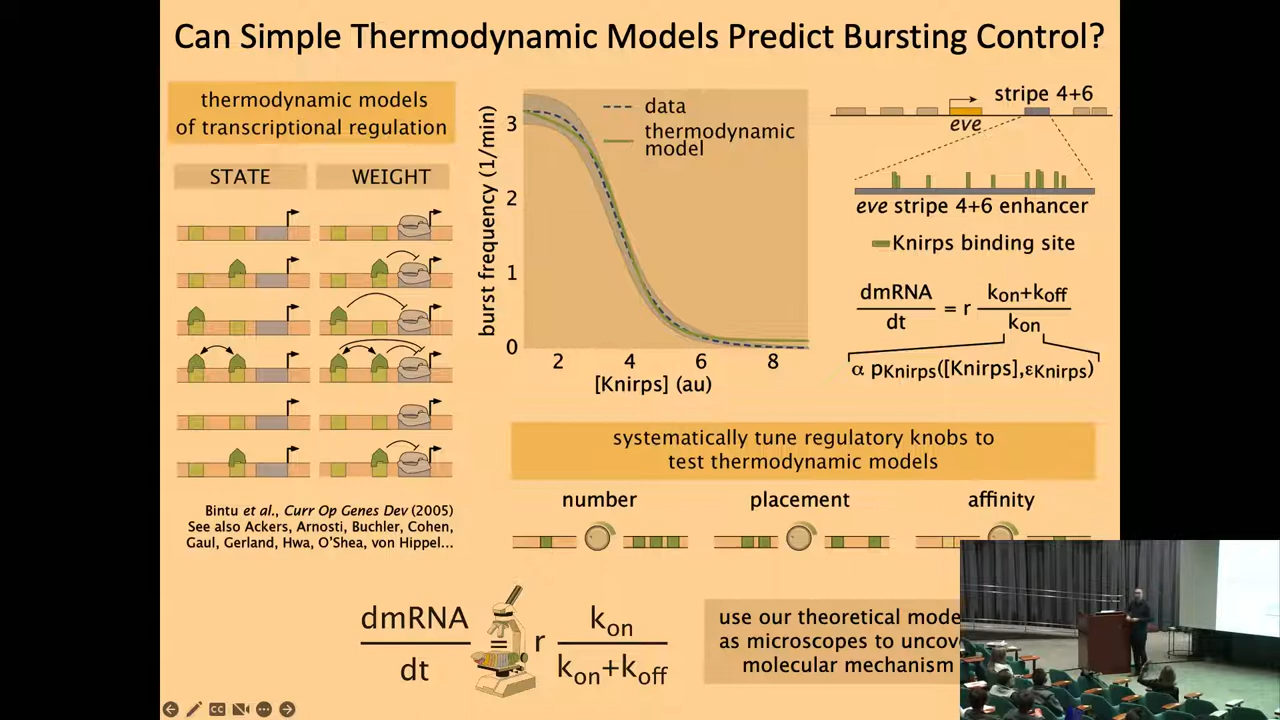 Can Simple Thermodynamic Models Predict Bursting Control?
thermodynamic models
of transcriptional regulation
STATE
WEIGHT
Bintu et al., Curr Op Genes Dev (2005)
See also Ackers, Arnosti, Buchler, Cohen,
Gaul, Gerland, Hwa, O'Shea, von Hippel...
burst frequency (1/min)
3
2
1
0
data
thermodynamic
model
2 4 6 8
[Knirps] (au)
stripe 4+6
eve
eve stripe 4+6 enhancer
Knirps binding site
dmRNA
dt
= r
kon+koff
kon
α pKnirps([Knirps],εKnirps)
systematically tune regulatory knobs to
test thermodynamic models
number
placement
affinity
dmRNA
dt
=
r
kon
kon+koff
use our theoretical mode
as microscopes to uncov
molecular mechanism
CC